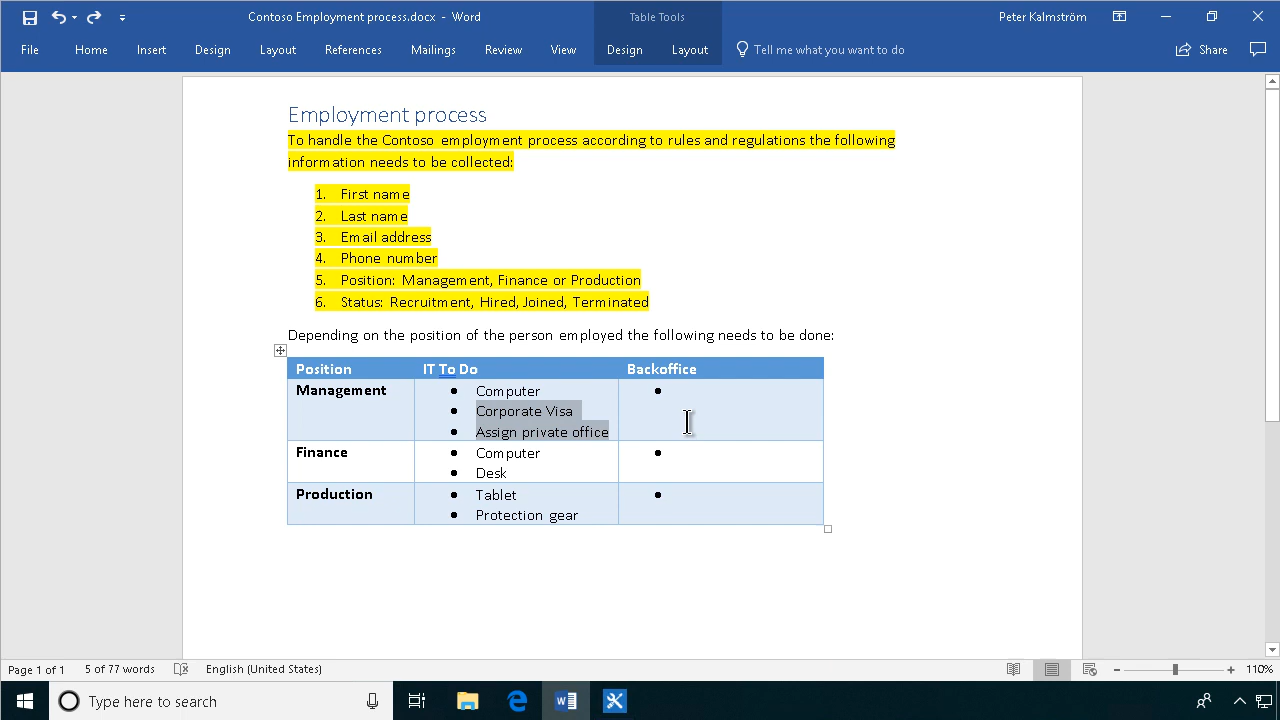 Contoso Employment process.docx - Word
Table Tools
Peter Kalmström
File Home Insert Design Layout References Mailings Review View Design Layout Tell me what you want to do Share
Employment process
To handle the Contoso employment process according to rules and regulations the following
information needs to be collected:
1. First name
2. Last name
3. Email address
4. Phone number
5. Position: Management, Finance or Production
6. Status: Recruitment, Hired, Joined, Terminated
Depending on the position of the person employed the following needs to be done:
Position IT To Do Backoffice
Management • Computer •
• Corporate Visa
• Assign private office
Finance • Computer •
• Desk
Production • Tablet •
• Protection gear
Page 1 of 1 5 of 77 words English (United States) 110%
Type here to search